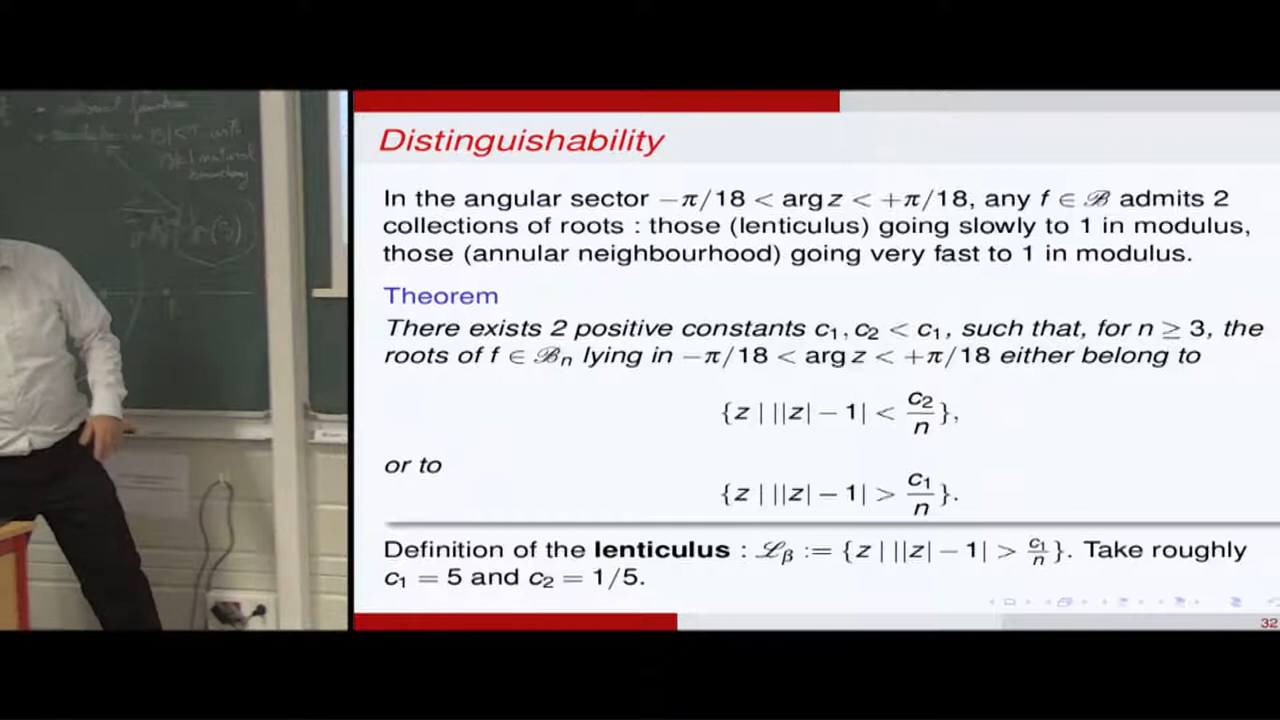 rational function
natural
boundary
Distinguishability
In the angular sector −π/18 < arg z < +π/18, any f ∈ ℬ admits 2
collections of roots : those (lenticulus) going slowly to 1 in modulus,
those (annular neighbourhood) going very fast to 1 in modulus.
Theorem
There exists 2 positive constants c₁, c₂ < c₁, such that, for n ≥ 3, the
roots of f ∈ ℬₙ lying in −π/18 < arg z < +π/18 either belong to
{z | ||z| − 1| < c₂/n},
or to
{z | ||z| − 1| > c₁/n}.
Definition of the lenticulus : ℒ_β := {z | ||z| − 1| > c₁/n}. Take roughly
c₁ = 5 and c₂ = 1/5.
32